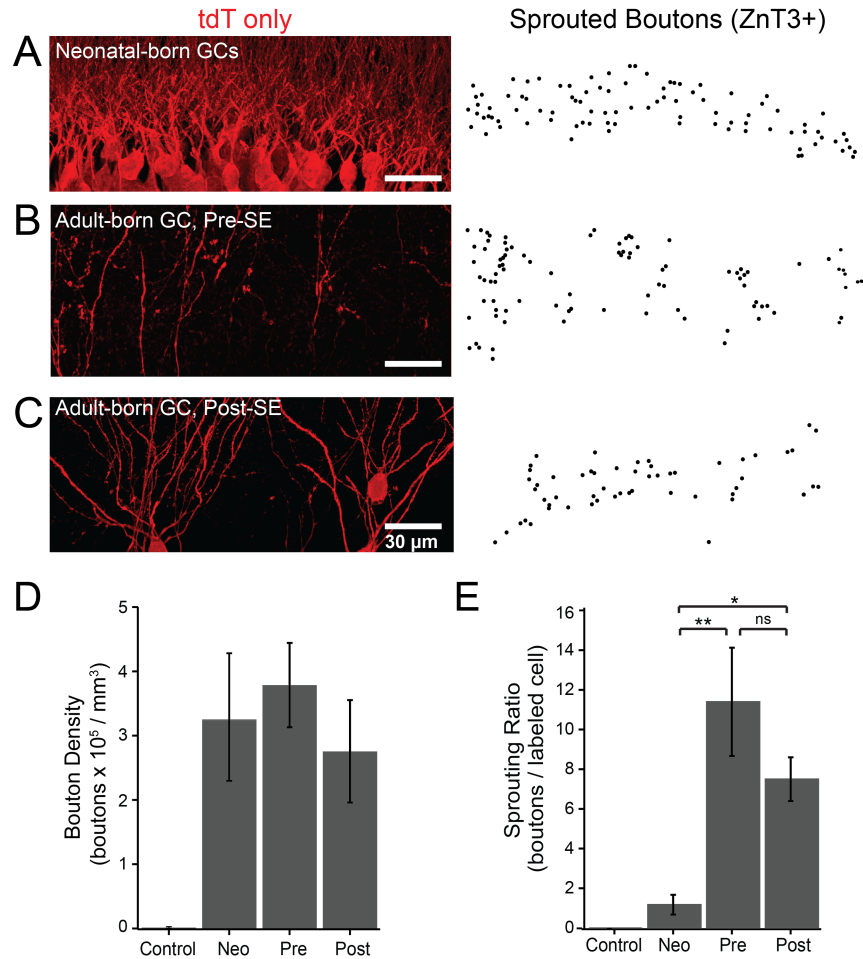 tdT only
Sprouted Boutons (ZnT3+)
A
Neonatal-born GCs
B
Adult-born GC, Pre-SE
C
Adult-born GC, Post-SE
30 µm
D
Bouton Density
(boutons x 10⁵ / mm³)
5
4
3
2
1
0
Control Neo Pre Post
E
Sprouting Ratio
(boutons / labeled cell)
16
14
12
10
8
6
4
2
0
*
** ns
Control Neo Pre Post